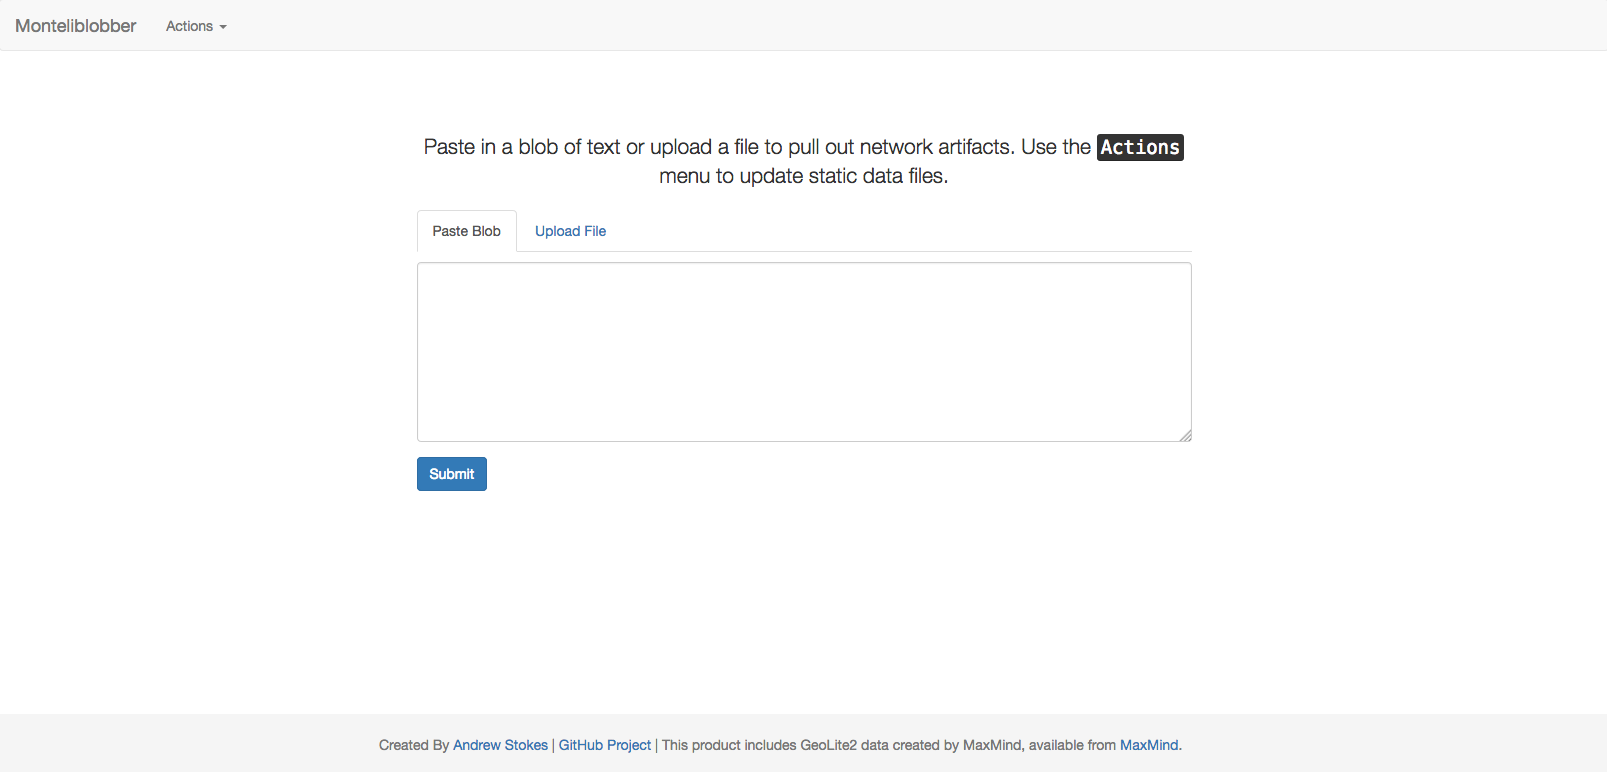 Monteliblobber Actions
Paste in a blob of text or upload a file to pull out network artifacts. Use the Actions
menu to update static data files.
Paste Blob Upload File
Submit
Created By Andrew Stokes | GitHub Project | This product includes GeoLite2 data created by MaxMind, available from MaxMind.